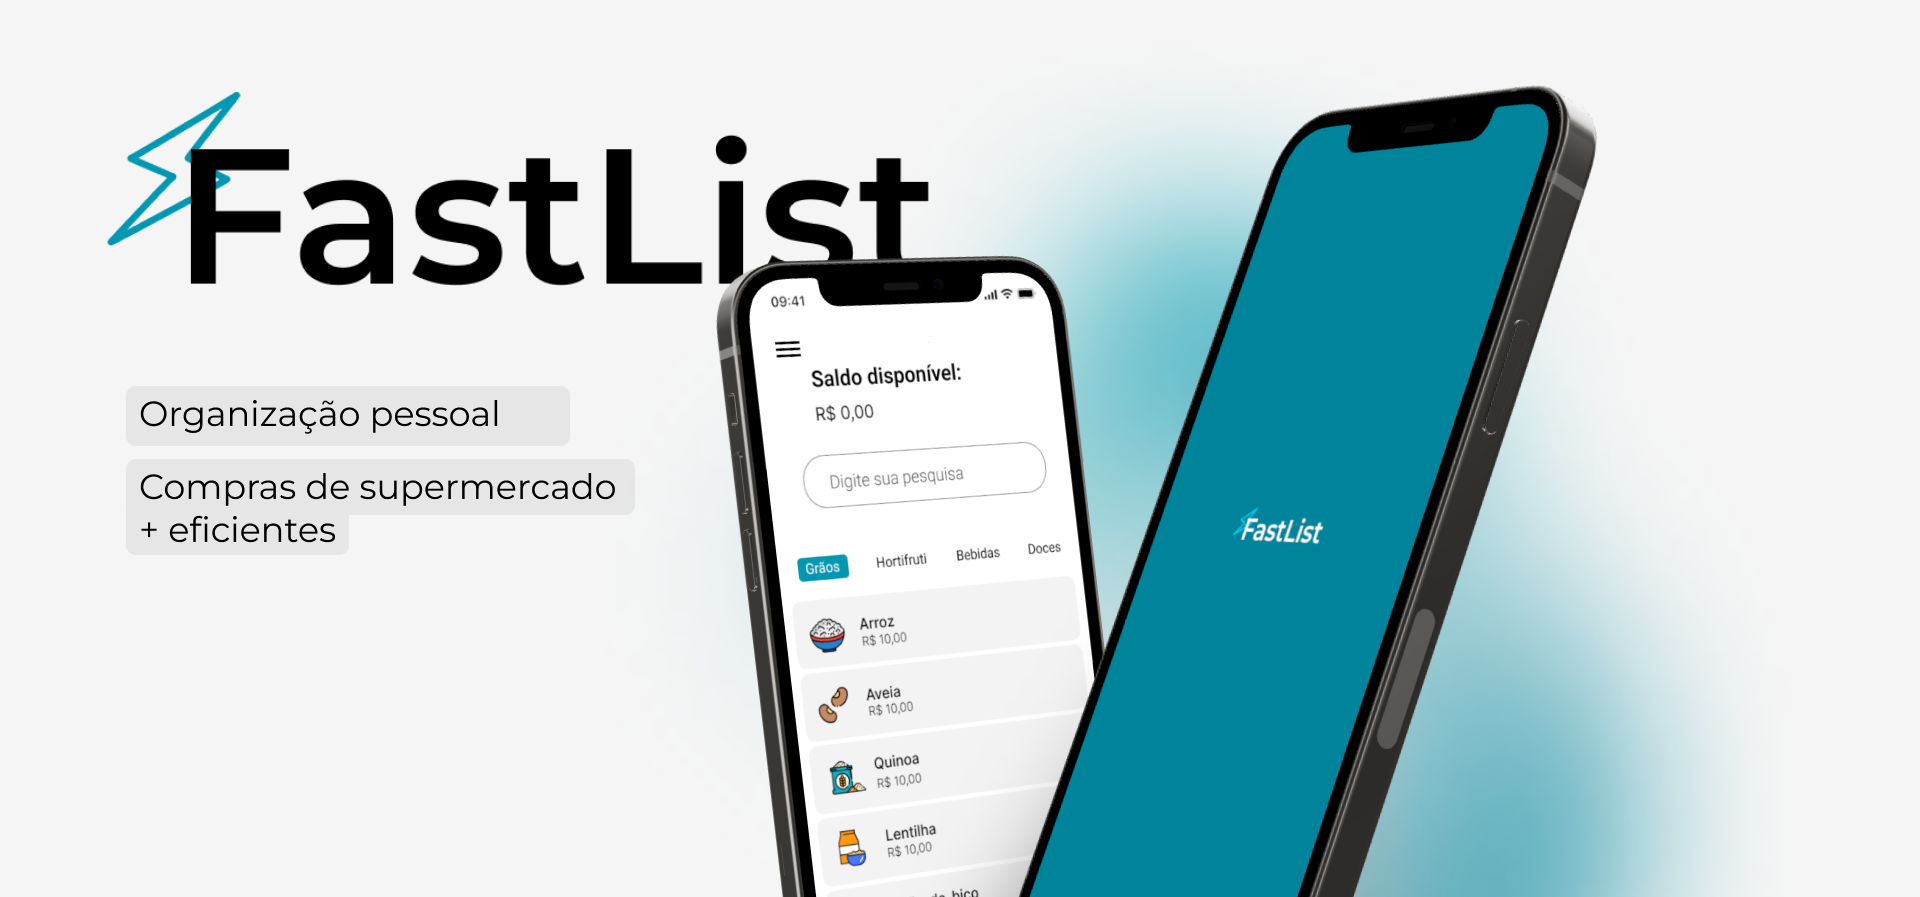 FastList
Organização pessoal
Compras de supermercado
+ eficientes
09:41
Saldo disponível:
R$ 0,00
Digite sua pesquisa
Grãos Hortifruti Bebidas Doces
Arroz
R$ 10,00
Aveia
R$ 10,00
Quinoa
R$ 10,00
Lentilha
R$ 10,00
bico
FastList